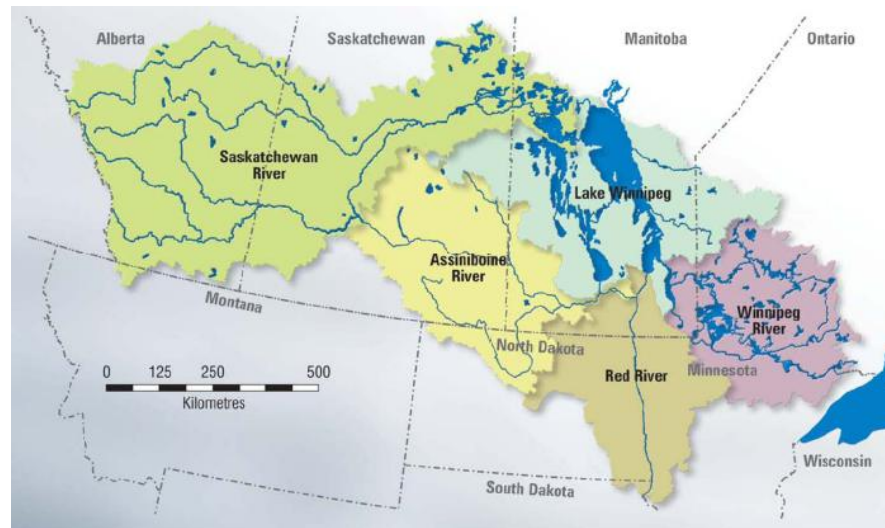 Alberta
Saskatchewan
Manitoba
Ontario
Saskatchewan
River
Lake Winnipeg
Assiniboine
River
Montana
Winnipeg
River
North Dakota
Minnesota
Red River
0 125 250 500
Kilometres
Wisconsin
South Dakota